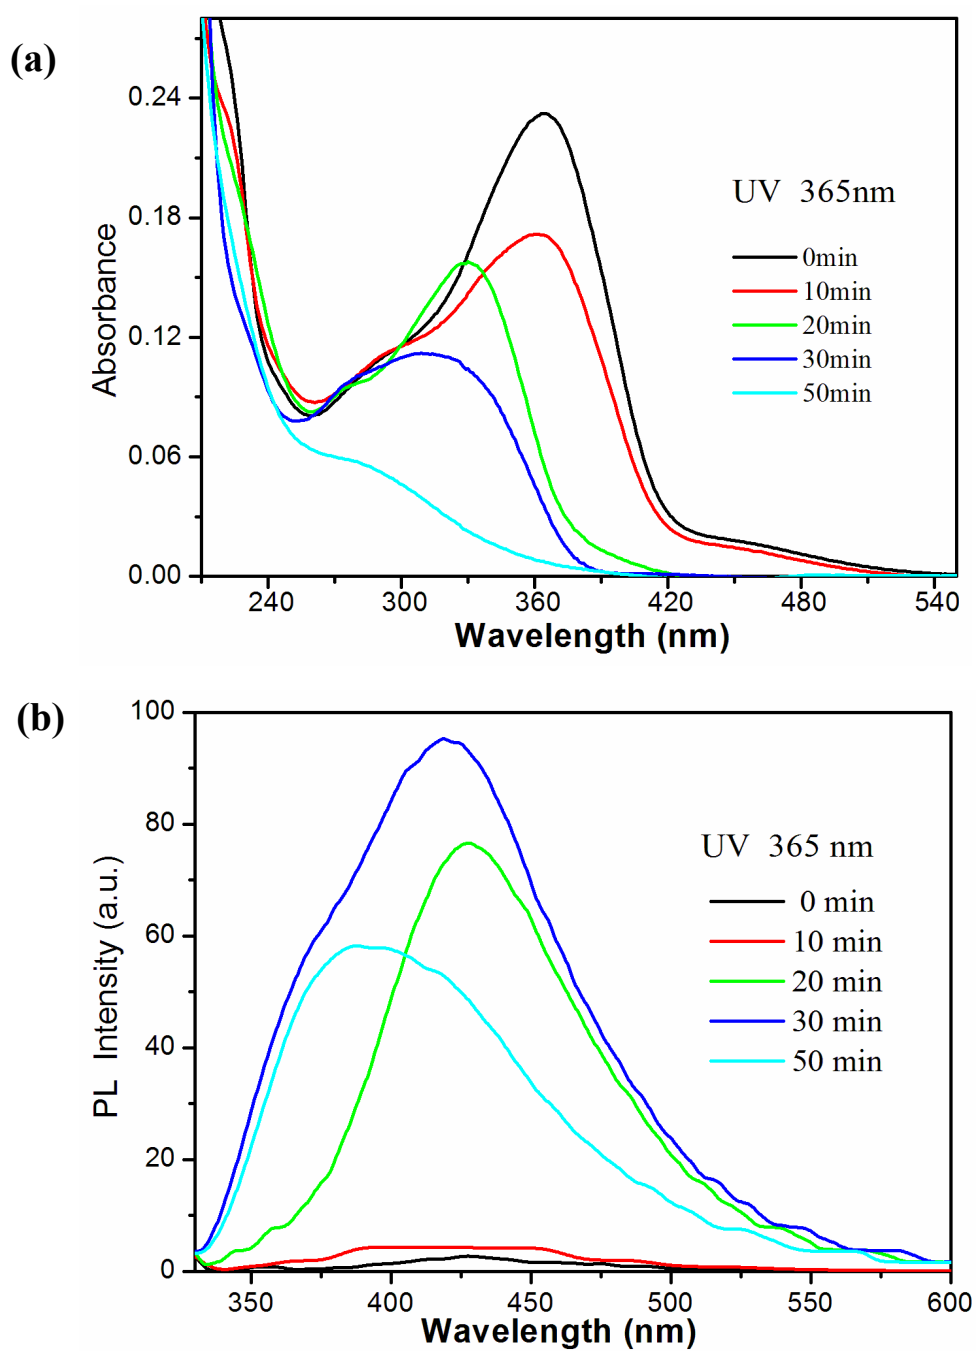 (a)
0.24
0.18
0.12
0.06
0.00
Absorbance
UV 365nm
0min
10min
20min
30min
50min
240 300 360 420 480 540
Wavelength (nm)
(b)
100
80
60
40
20
0
PL Intensity (a.u.)
UV 365 nm
0 min
10 min
20 min
30 min
50 min
350 400 450 500 550 600
Wavelength (nm)